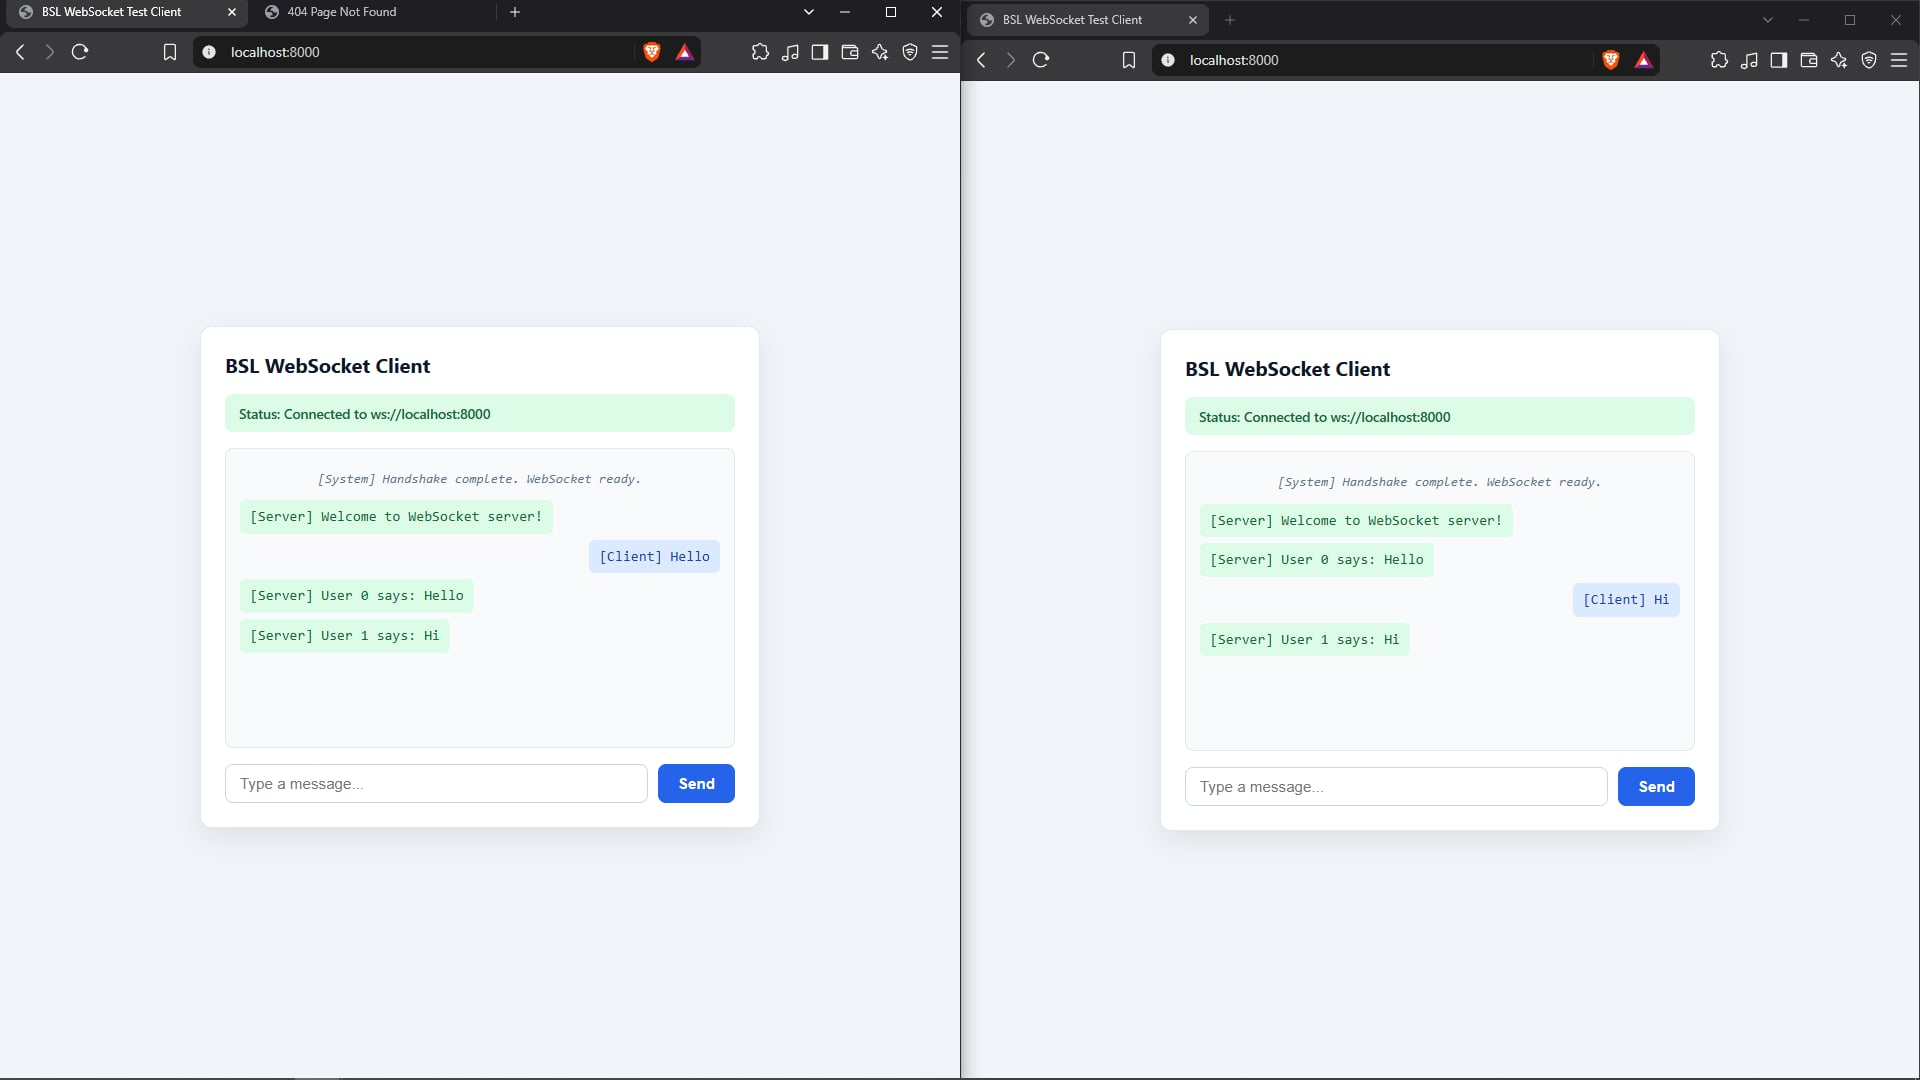 BSL WebSocket Test Client
404 Page Not Found
localhost:8000
BSL WebSocket Client
Status: Connected to ws://localhost:8000
[System] Handshake complete. WebSocket ready.
[Server] Welcome to WebSocket server!
[Client] Hello
[Server] User 0 says: Hello
[Server] User 1 says: Hi
Type a message...
Send
BSL WebSocket Test Client
localhost:8000
BSL WebSocket Client
Status: Connected to ws://localhost:8000
[System] Handshake complete. WebSocket ready.
[Server] Welcome to WebSocket server!
[Server] User 0 says: Hello
[Client] Hi
[Server] User 1 says: Hi
Type a message...
Send